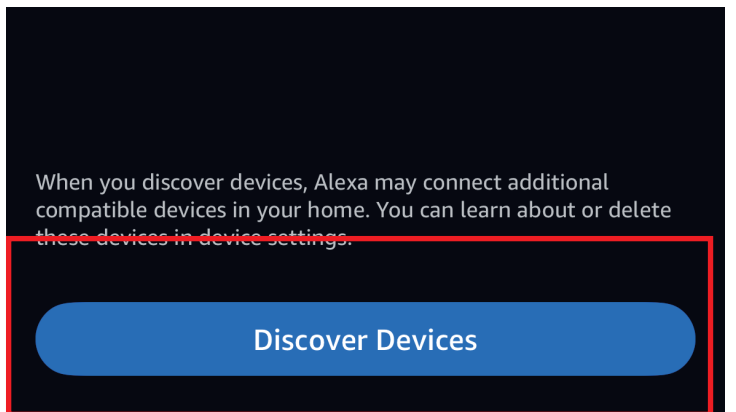 When you discover devices, Alexa may connect additional
compatible devices in your home. You can learn about or delete
these devices in device settings.
Discover Devices